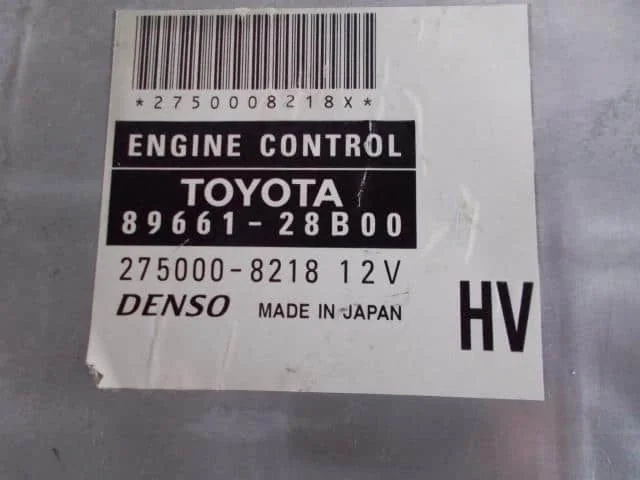 *2750008218X*
ENGINE CONTROL
TOYOTA
89661-28B00
275000-8218 12V
DENSO MADE IN JAPAN
HV